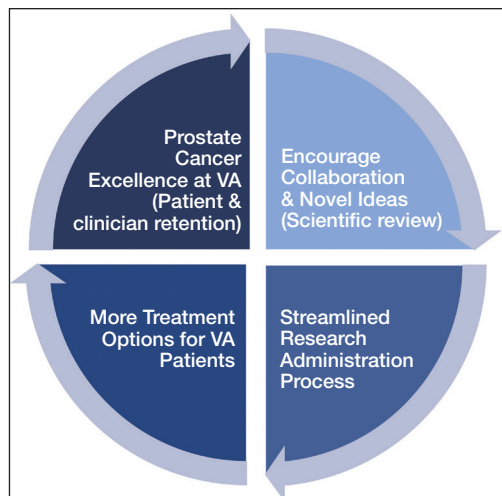 Prostate
Cancer
Excellence at VA
(Patient &
clinician retention)
Encourage
Collaboration
& Novel Ideas
(Scientific review)
More Treatment
Options for VA
Patients
Streamlined
Research
Administration
Process